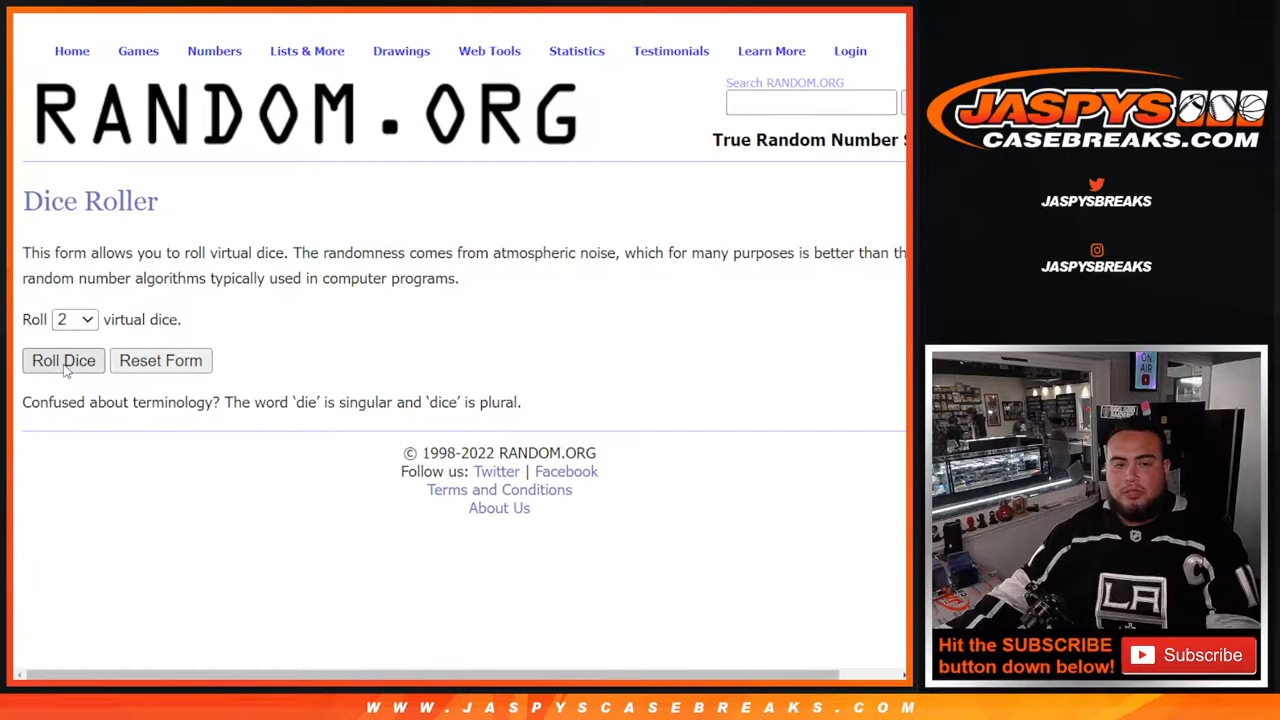 Home Games Numbers Lists & More Drawings Web Tools Statistics Testimonials Learn More Login
RANDOM.ORG
Search RANDOM.ORG
True Random Number
Dice Roller
This form allows you to roll virtual dice. The randomness comes from atmospheric noise, which for many purposes is better than
random number algorithms typically used in computer programs.
Roll 2 virtual dice.
Roll Dice Reset Form
Confused about terminology? The word ‘die’ is singular and ‘dice’ is plural.
© 1998-2022 RANDOM.ORG
Follow us: Twitter | Facebook
Terms and Conditions
About Us
JASPYS
CASEBREAKS.COM
JASPYSBREAKS
JASPYSBREAKS
ON
AIR
LA
C
Hit the SUBSCRIBE
button down below!
Subscribe
WWW.JASPYSCASEBREAKS.COM